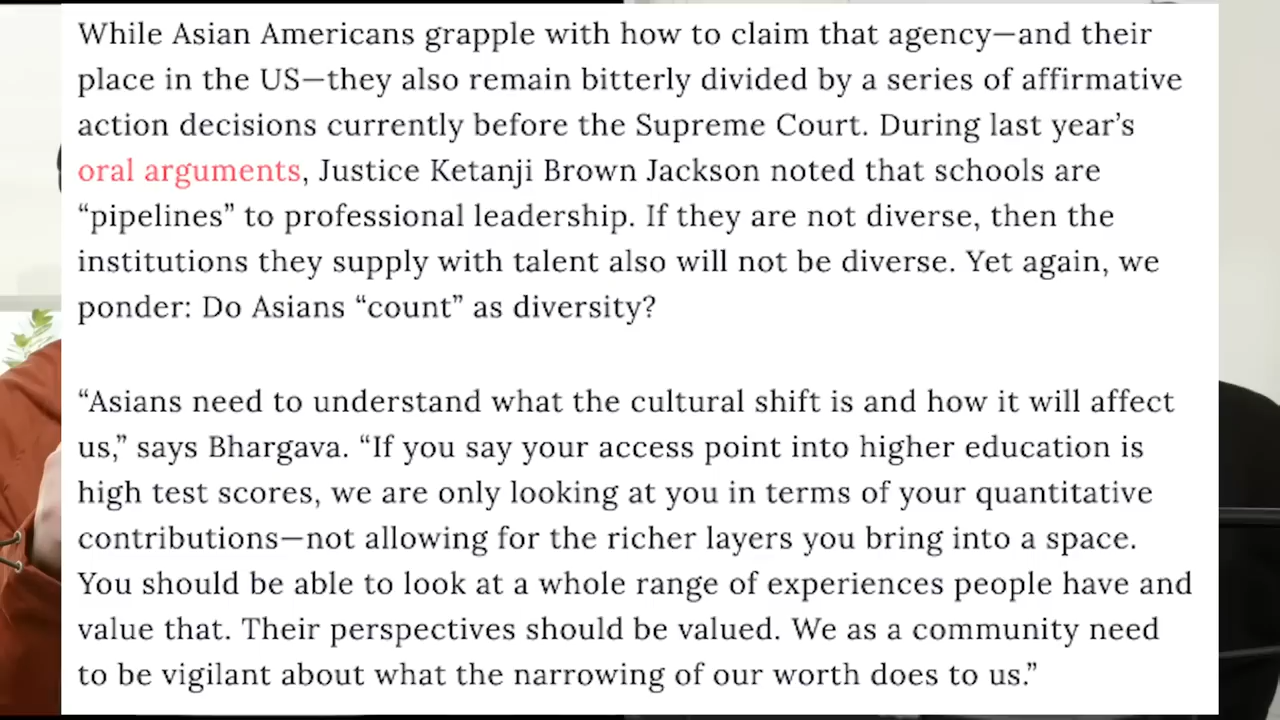 While Asian Americans grapple with how to claim that agency—and their
place in the US—they also remain bitterly divided by a series of affirmative
action decisions currently before the Supreme Court. During last year’s
oral arguments, Justice Ketanji Brown Jackson noted that schools are
“pipelines” to professional leadership. If they are not diverse, then the
institutions they supply with talent also will not be diverse. Yet again, we
ponder: Do Asians “count” as diversity?
“Asians need to understand what the cultural shift is and how it will affect
us,” says Bhargava. “If you say your access point into higher education is
high test scores, we are only looking at you in terms of your quantitative
contributions—not allowing for the richer layers you bring into a space.
You should be able to look at a whole range of experiences people have and
value that. Their perspectives should be valued. We as a community need
to be vigilant about what the narrowing of our worth does to us.”